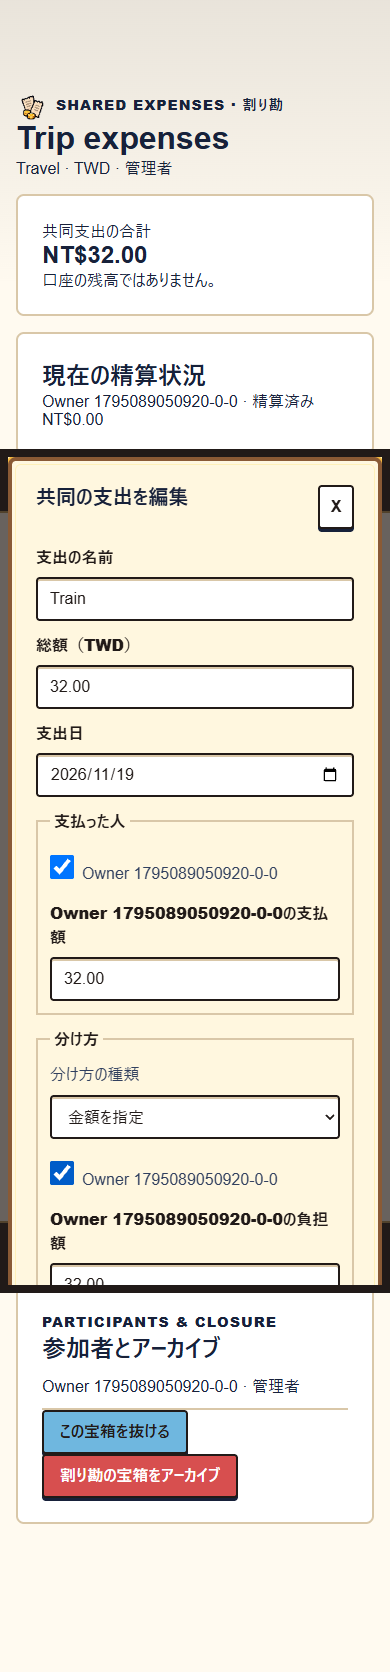 SHARED EXPENSES · 割り勘
Trip expenses
Travel · TWD · 管理者
共同支出の合計
NT$32.00
口座の残高ではありません。
現在の精算状況
Owner 1795089050920-0-0 · 精算済み
NT$0.00
共同の支出を編集
X
支出の名前
Train
総額（TWD）
32.00
支出日
2026/11/19
支払った人
Owner 1795089050920-0-0
Owner 1795089050920-0-0の支払
額
32.00
分け方
分け方の種類
金額を指定
Owner 1795089050920-0-0
Owner 1795089050920-0-0の負担
額
32.00
PARTICIPANTS & CLOSURE
参加者とアーカイブ
Owner 1795089050920-0-0 · 管理者
この宝箱を抜ける
割り勘の宝箱をアーカイブ